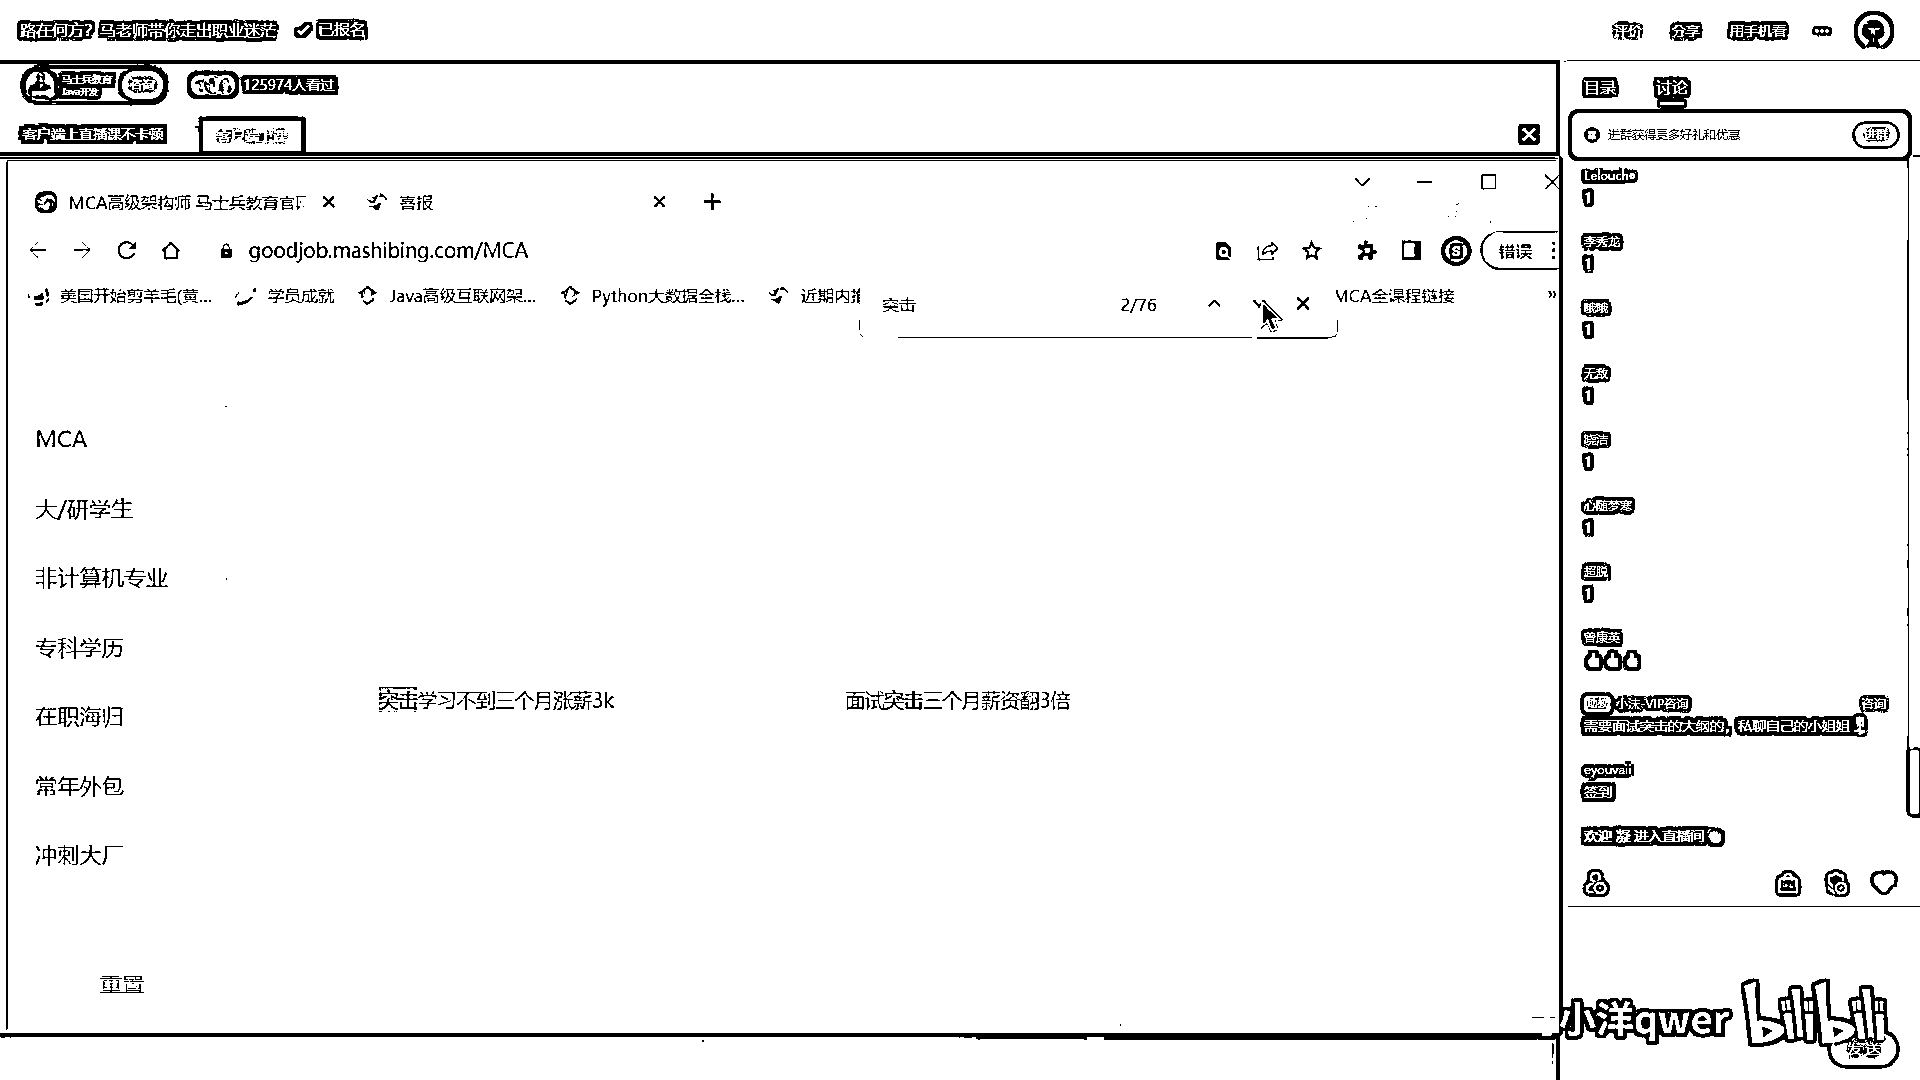 路在何方？马老师带你走出职业迷茫 已报名
评价 分享 用手机看
马士兵教育
Java开发
咨询
125974人看过
目录 讨论
客户端上直播课不卡顿
进群获得更多好礼和优惠 进群
MCA高级架构师 马士兵教育官
喜报
goodjob.mashibing.com/MCA
错误
美国开始剪羊毛(黄...
学员成就
Java高级互联网架...
Python大数据全栈...
近期内推
MCA全课程链接
突击 2/76
MCA
大/研学生
非计算机专业
专科学历
在职海归
常年外包
冲刺大厂
重置
突击学习不到三个月涨薪3k
面试突击三个月薪资翻3倍
Lelouche
1
李秀龙
1
哦哦
1
无敌
1
晓洁
1
心随梦寒
1
超脱
1
曾康英
小沫-VIP咨询 咨询
需要面试突击的大纲的，私聊自己的小姐姐
eyouvaii
签到
欢迎 凝 进入直播间
小洋qwer bilibili
发送